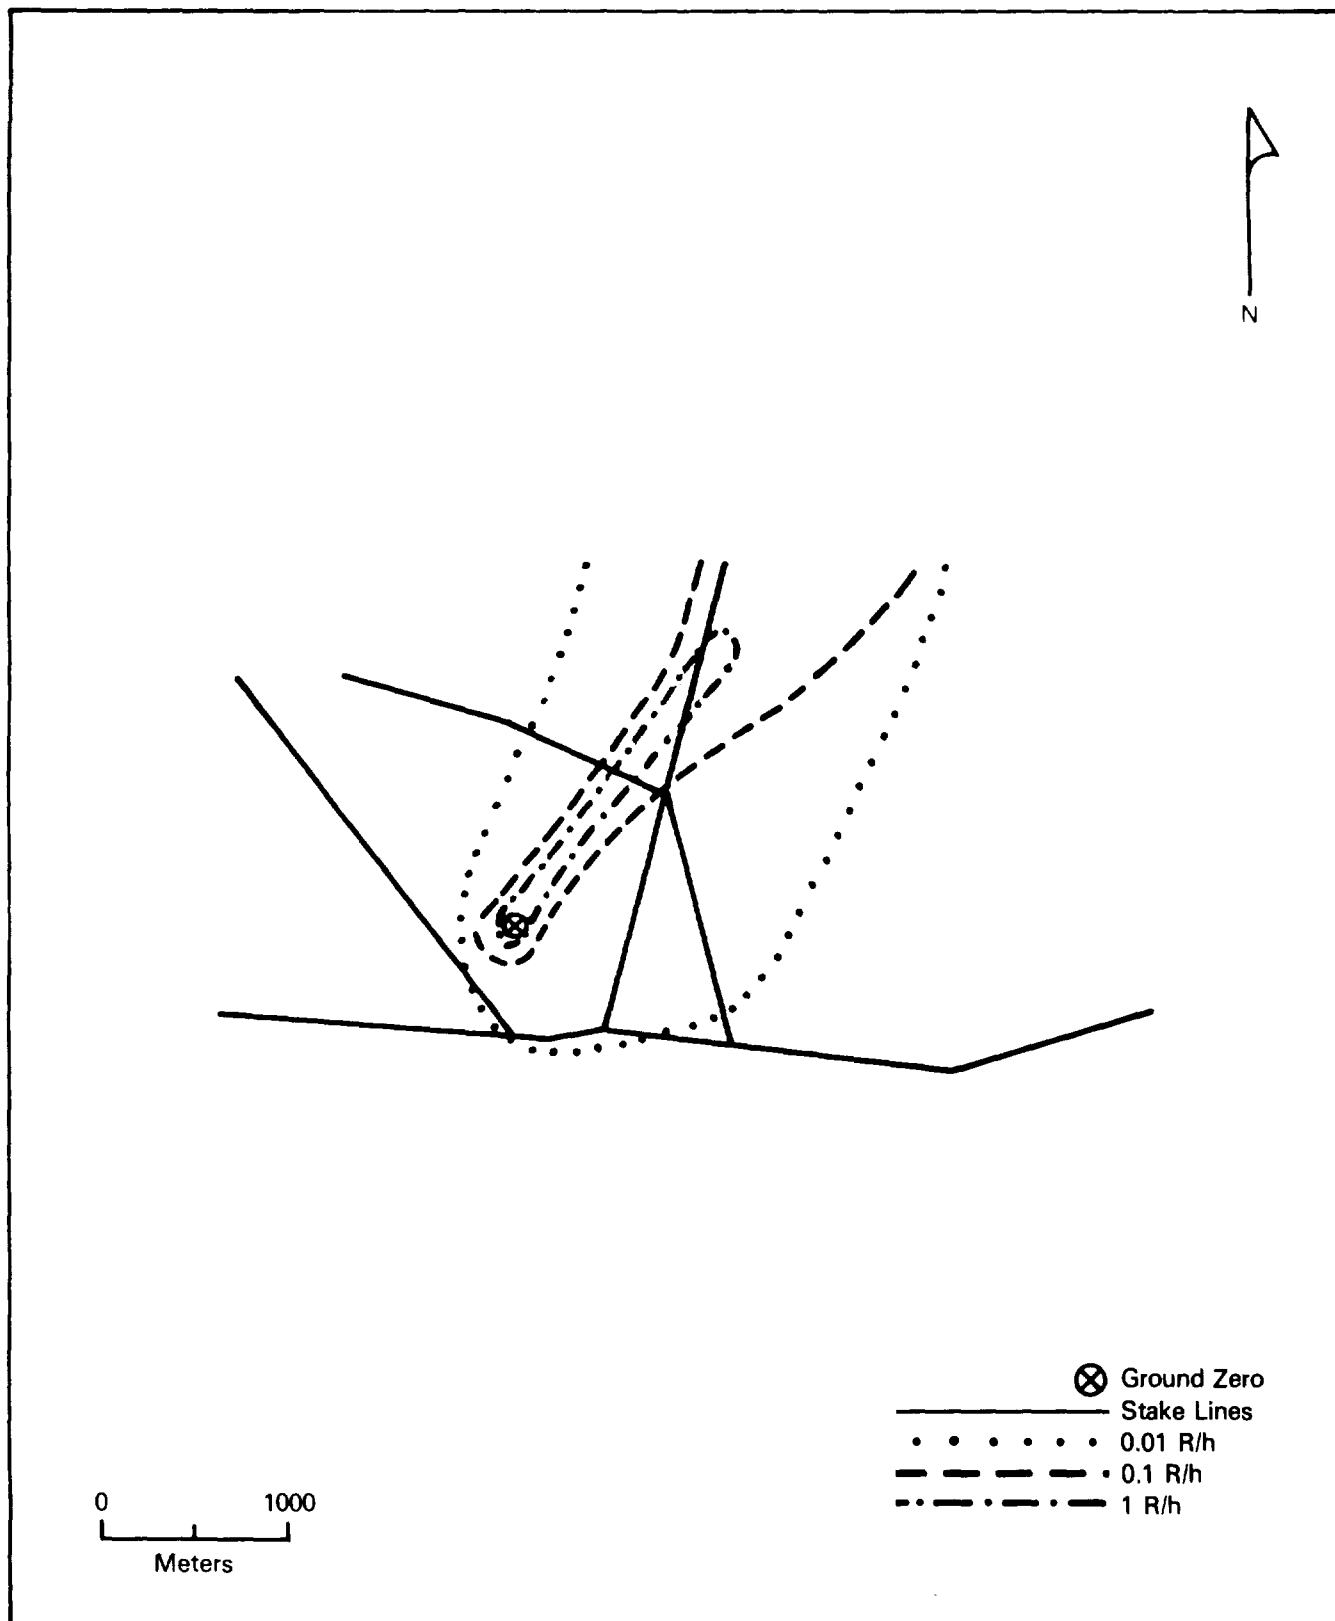 N
Ground Zero
Stake Lines
0.01 R/h
0.1 R/h
1 R/h
0 1000
Meters